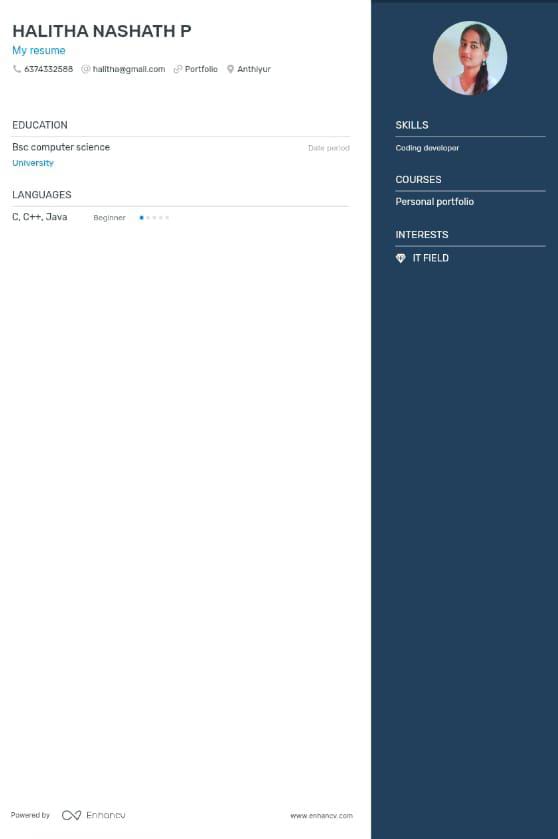 HALITHA NASHATH P
My resume
6374332588 halitha@gmail.com Portfolio Anthiyur
EDUCATION
Bsc computer science Date period
University
LANGUAGES
C, C++, Java Beginner
SKILLS
Coding developer
COURSES
Personal portfolio
INTERESTS
IT FIELD
Powered by Enhancv www.enhancv.com